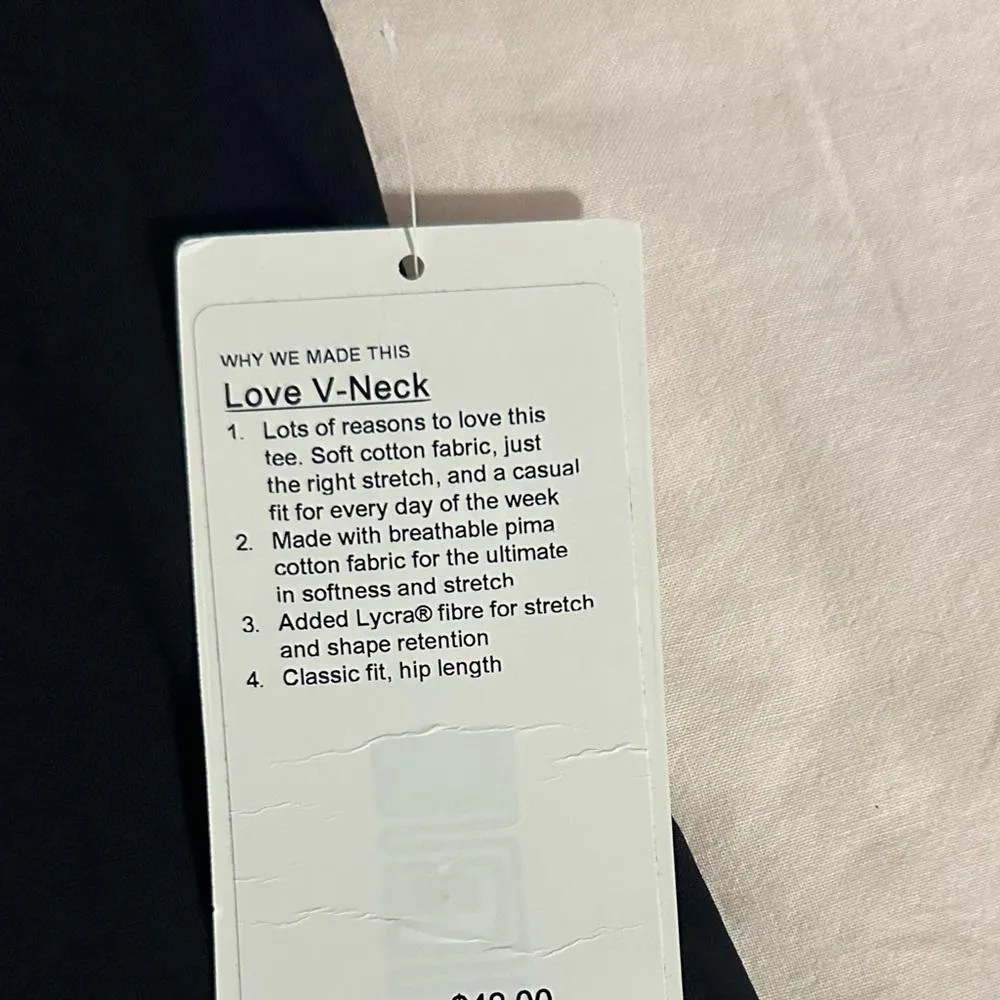 WHY WE MADE THIS
Love V-Neck
1. Lots of reasons to love this
tee. Soft cotton fabric, just
the right stretch, and a casual
fit for every day of the week
2. Made with breathable pima
cotton fabric for the ultimate
in softness and stretch
3. Added Lycra® fibre for stretch
and shape retention
4. Classic fit, hip length